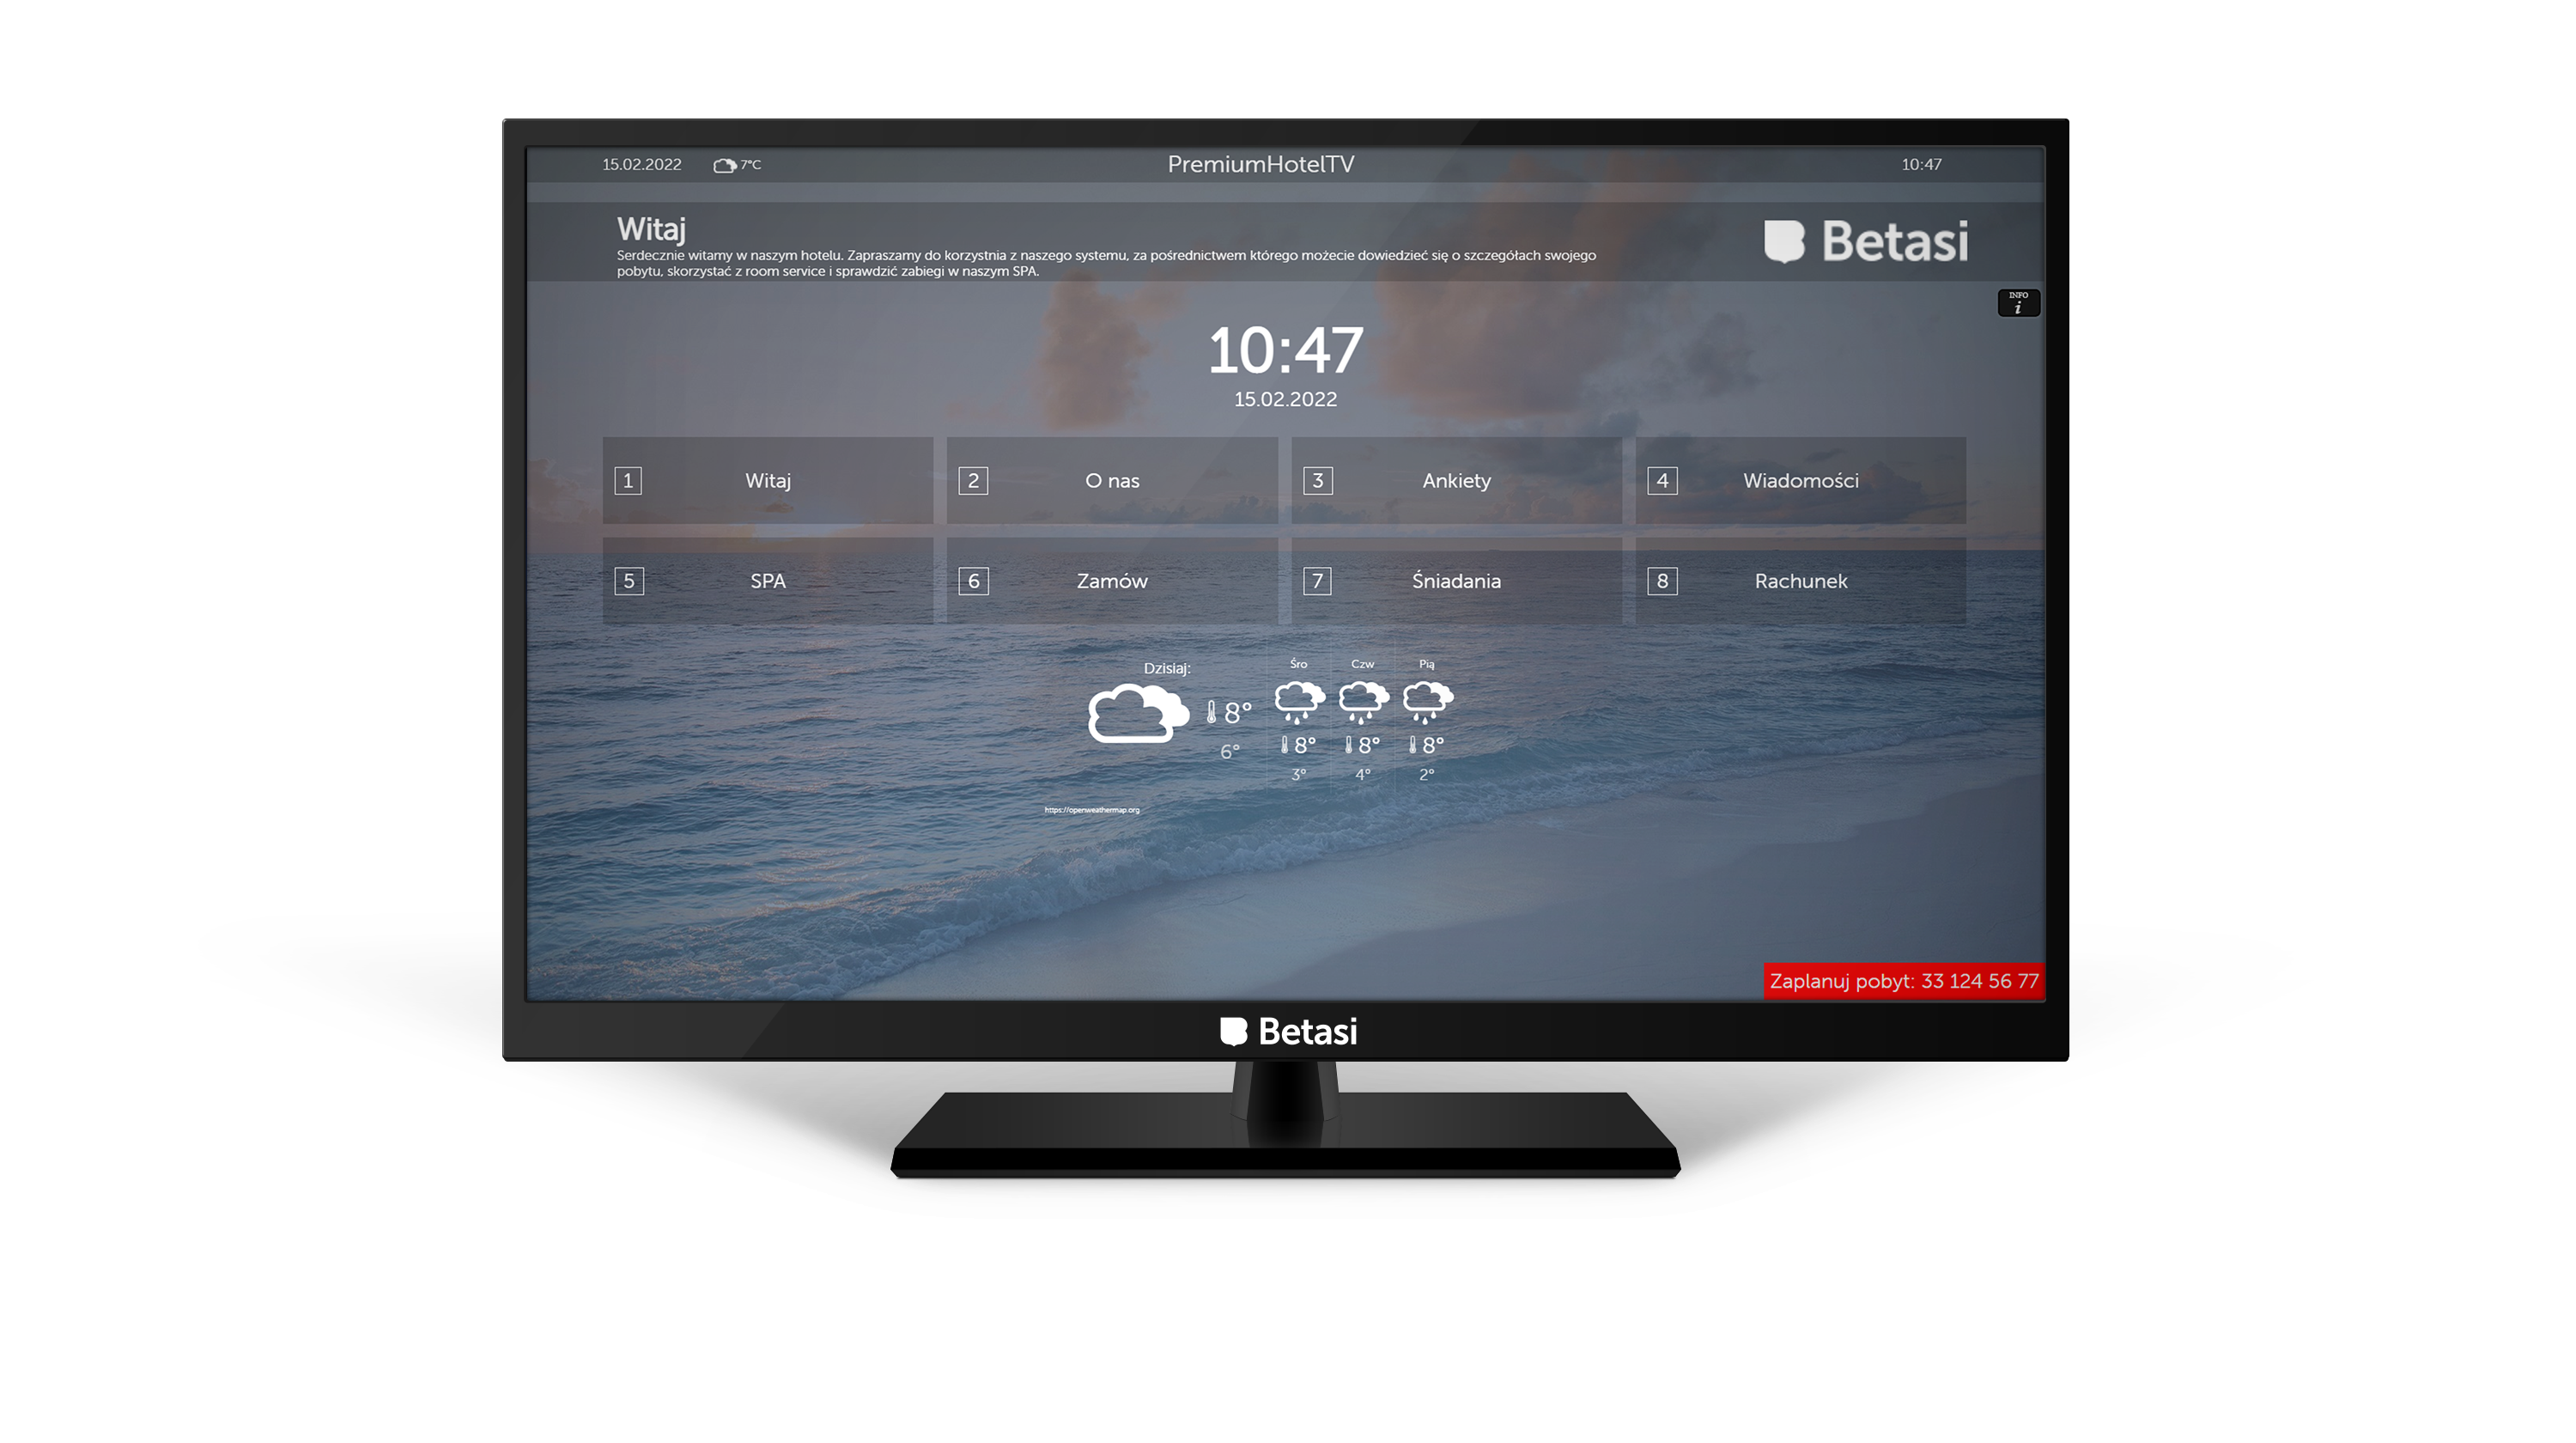 15.02.2022 7°C PremiumHotelTV 10:47
Witaj
Serdecznie witamy w naszym hotelu. Zapraszamy do korzystnia z naszego systemu, za pośrednictwem którego możecie dowiedzieć się o szczegółach swojego
pobytu, skorzystać z room service i sprawdzić zabiegi w naszym SPA.
Betasi
INFO
i
10:47
15.02.2022
1 Witaj
2 O nas
3 Ankiety
4 Wiadomości
5 SPA
6 Zamów
7 Śniadania
8 Rachunek
Dzisiaj:
8°
6°
Śro Czw Pią
8° 8° 8°
3° 4° 2°
https://openweathermap.org
Zaplanuj pobyt: 33 124 56 77
Betasi